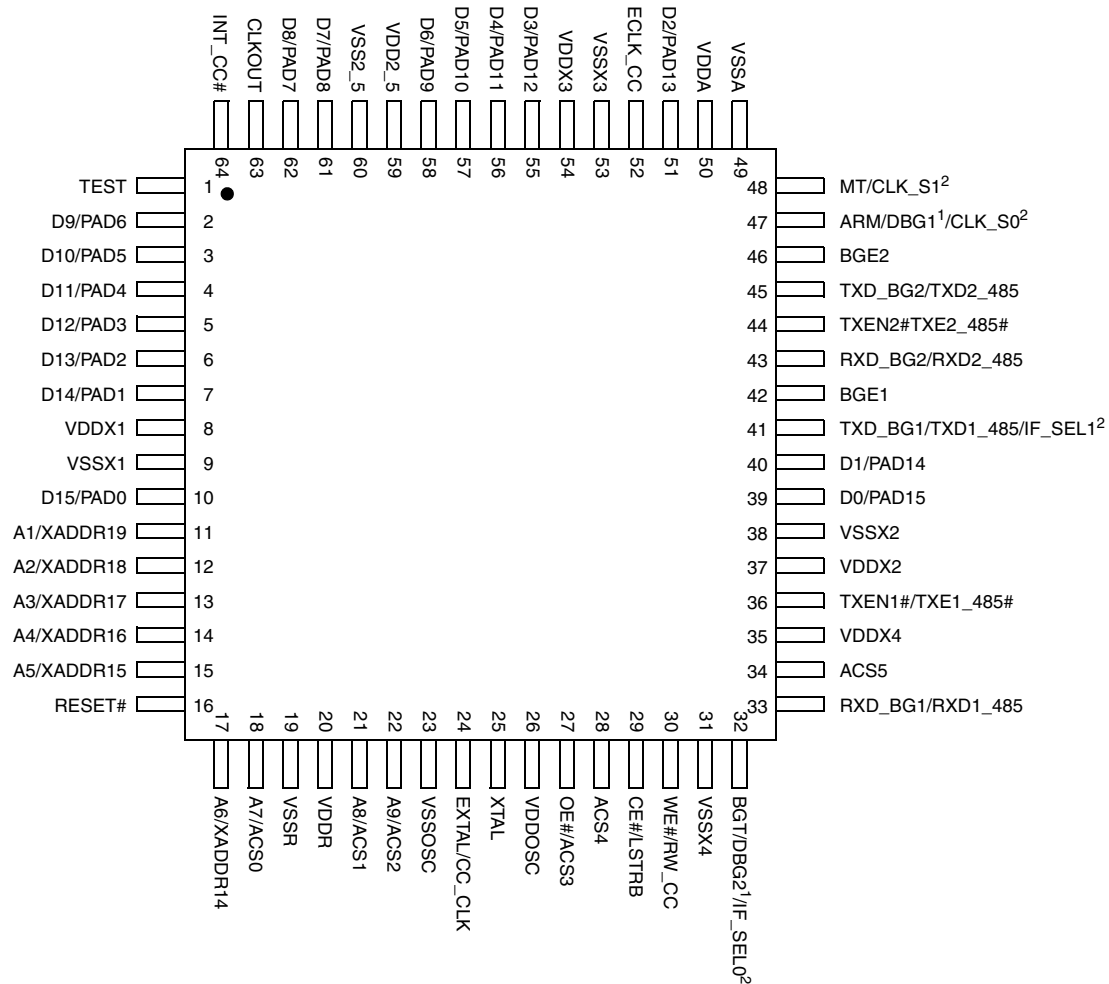 INT_CC#
CLKOUT
D8/PAD7
D7/PAD8
VSS2_5
VDD2_5
D6/PAD9
D5/PAD10
D4/PAD11
D3/PAD12
VDDX3
VSSX3
ECLK_CC
D2/PAD13
VDDA
VSSA
64
63
62
61
60
59
58
57
56
55
54
53
52
51
50
49
TEST 1
D9/PAD6 2
D10/PAD5 3
D11/PAD4 4
D12/PAD3 5
D13/PAD2 6
D14/PAD1 7
VDDX1 8
VSSX1 9
D15/PAD0 10
A1/XADDR19 11
A2/XADDR18 12
A3/XADDR17 13
A4/XADDR16 14
A5/XADDR15 15
RESET# 16
48 MT/CLK_S1²
47 ARM/DBG1¹/CLK_S0²
46 BGE2
45 TXD_BG2/TXD2_485
44 TXEN2#TXE2_485#
43 RXD_BG2/RXD2_485
42 BGE1
41 TXD_BG1/TXD1_485/IF_SEL1²
40 D1/PAD14
39 D0/PAD15
38 VSSX2
37 VDDX2
36 TXEN1#/TXE1_485#
35 VDDX4
34 ACS5
33 RXD_BG1/RXD1_485
17
18
19
20
21
22
23
24
25
26
27
28
29
30
31
32
A6/XADDR14
A7/ACS0
VSSR
VDDR
A8/ACS1
A9/ACS2
VSSOSC
EXTAL/CC_CLK
XTAL
VDDOSC
OE#/ACS3
ACS4
CE#/LSTRB
WE#/RW_CC
VSSX4
BGT/DBG2¹/IF_SEL0²